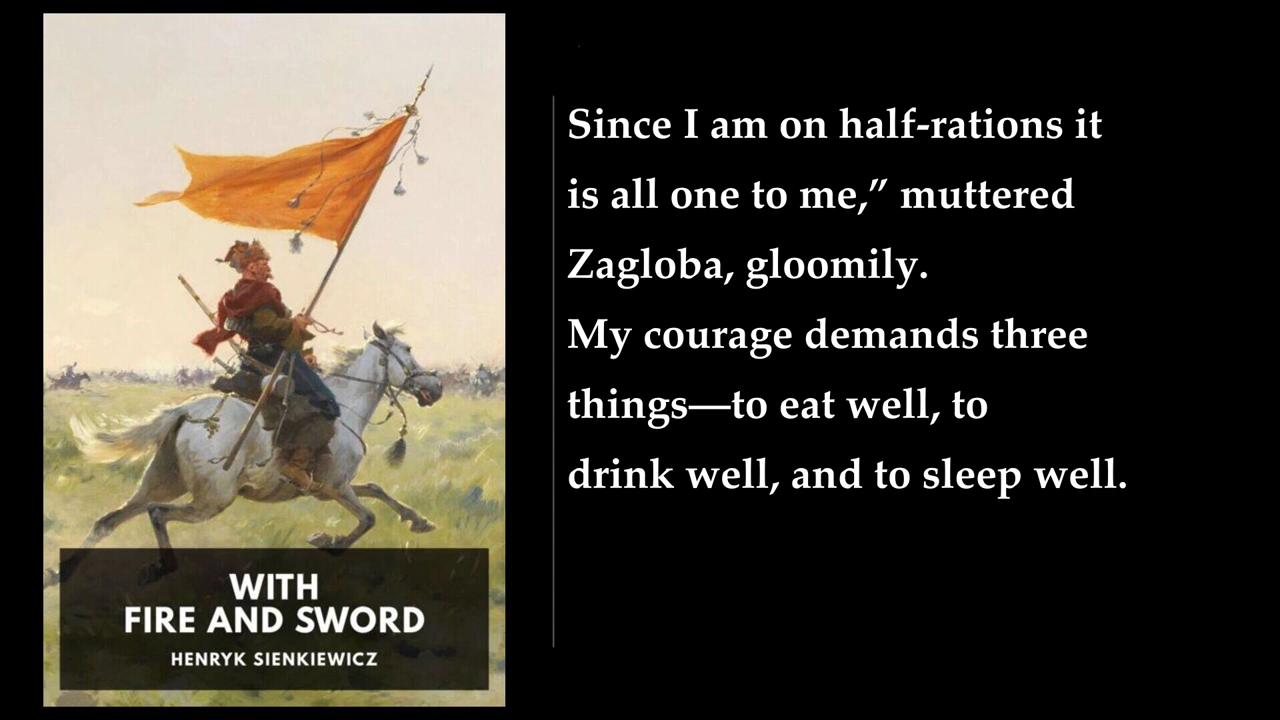 WITH
FIRE AND SWORD
HENRYK SIENKIEWICZ
Since I am on half-rations it
is all one to me,” muttered
Zagloba, gloomily.
My courage demands three
things—to eat well, to
drink well, and to sleep well.